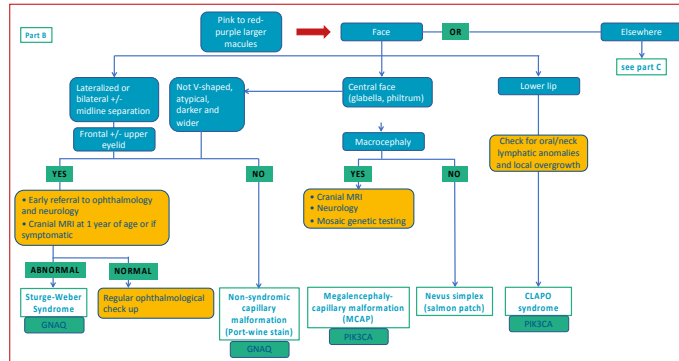 Part B
Pink to red-
purple larger
macules
Face
OR
Elsewhere
see part C
Lateralized or
bilateral +/-
midline separation
Not V-shaped,
atypical,
darker and
wider
Central face
(glabella, philtrum)
Lower lip
Frontal +/- upper
eyelid
Macrocephaly
Check for oral/neck
lymphatic anomalies
and local overgrowth
YES
NO
YES
NO
• Early referral to ophthalmology
and neurology
• Cranial MRI at 1 year of age or if
symptomatic
• Cranial MRI
• Neurology
• Mosaic genetic testing
ABNORMAL
NORMAL
Sturge-Weber
Syndrome
GNAQ
Regular ophthalmological
check up
Non-syndromic
capillary
malformation
(Port-wine stain)
GNAQ
Megalencephaly-
capillary malformation
(MCAP)
PIK3CA
Nevus simplex
(salmon patch)
CLAPO
syndrome
PIK3CA